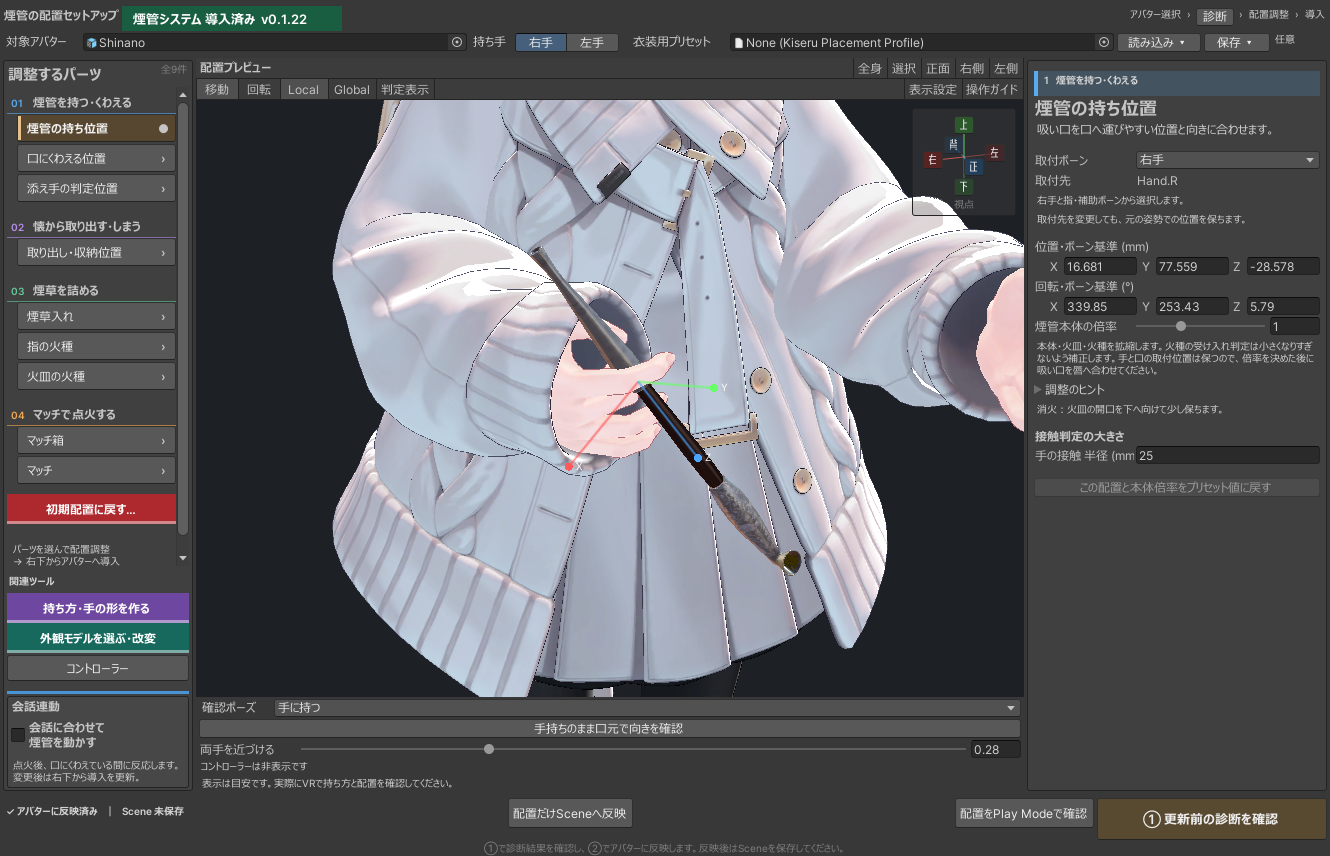 煙管の配置セットアップ
煙管システム 導入済み v0.1.22
アバター選択 › 診断 › 配置調整 › 導入
対象アバター Shinano 持ち手 右手 左手 衣装用プリセット None (Kiseru Placement Profile) 読み込み 保存 任意
調整するパーツ 全9件
01 煙管を持つ・くわえる
煙管の持ち位置
口にくわえる位置 ›
添え手の判定位置 ›
02 懐から取り出す・しまう
取り出し・収納位置 ›
03 煙草を詰める
煙草入れ ›
指の火種 ›
火皿の火種 ›
04 マッチで点火する
マッチ箱 ›
マッチ ›
初期配置に戻す...
パーツを選んで配置調整
→ 右下からアバターへ導入
関連ツール
持ち方・手の形を作る
外観モデルを選ぶ・改変
コントローラー
会話連動
会話に合わせて
煙管を動かす
点火後、口にくわえている間に反応します。
変更後は右下から導入を更新。
配置プレビュー 全身 選択 正面 右側 左側
移動 回転 Local Global 判定表示 表示設定 操作ガイド
上
背
右 左
正
下
視点
Y
X
Z
確認ポーズ 手に持つ
手持ちのまま口元で向きを確認
両手を近づける 0.28
コントローラーは非表示です
表示は目安です。実際にVRで持ち方と配置を確認してください。
1 煙管を持つ・くわえる
煙管の持ち位置
吸い口を口へ運びやすい位置と向きに合わせます。
取付ボーン 右手
取付先 Hand.R
右手と指・補助ボーンから選択します。
取付先を変更しても、元の姿勢での位置を保ちます。
位置・ボーン基準 (mm)
X 16.681 Y 77.559 Z -28.578
回転・ボーン基準 (°)
X 339.85 Y 253.43 Z 5.79
煙管本体の倍率 1
本体・火皿・火種を拡縮します。火種の受け入れ判定は小さくなりすぎ
ないよう補正します。手と口の取付位置は保つので、倍率を決めた後に
吸い口を唇へ合わせてください。
調整のヒント
消火：火皿の開口を下へ向けて少し保ちます。
接触判定の大きさ
手の接触 半径 (mm 25
この配置と本体倍率をプリセット値に戻す
✓ アバターに反映済み | Scene 未保存
配置だけSceneへ反映
配置をPlay Modeで確認
① 更新前の診断を確認
①で診断結果を確認し、②でアバターに反映します。反映後はSceneを保存してください。